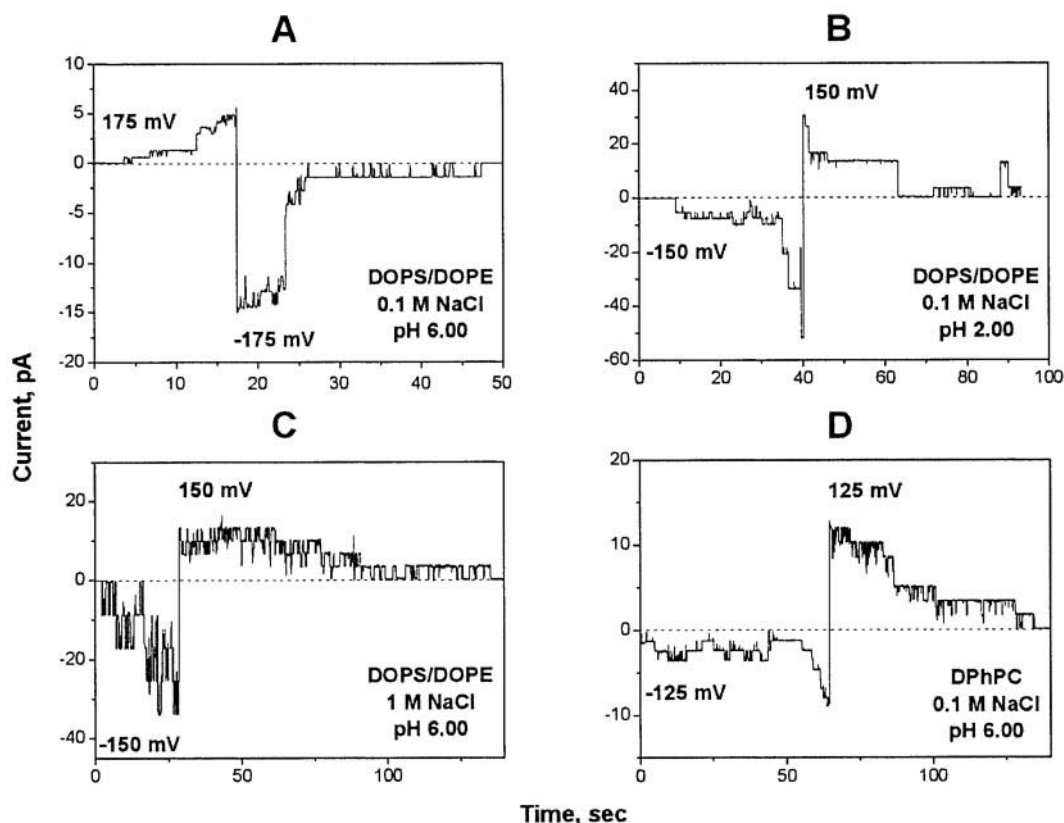 A
B
10
5
0
-5
-10
-15
-20
175 mV
-175 mV
DOPS/DOPE
0.1 M NaCl
pH 6.00
0
10
20
30
40
50
40
20
0
-20
-40
-60
150 mV
-150 mV
DOPS/DOPE
0.1 M NaCl
pH 2.00
0
20
40
60
80
100
Current, pA
C
D
20
0
-20
-40
150 mV
-150 mV
DOPS/DOPE
1 M NaCl
pH 6.00
0
50
100
20
10
0
-10
125 mV
-125 mV
DPhPC
0.1 M NaCl
pH 6.00
0
50
100
Time, sec